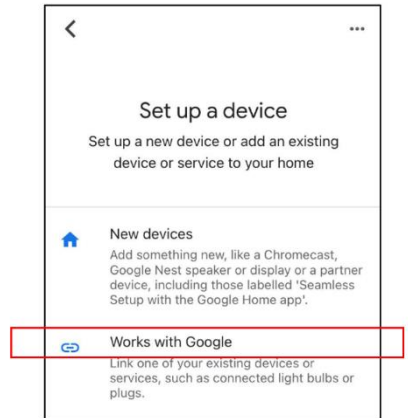 Set up a device
Set up a new device or add an existing
device or service to your home
New devices
Add something new, like a Chromecast,
Google Nest speaker or display or a partner
device, including those labelled 'Seamless
Setup with the Google Home app'.
Works with Google
Link one of your existing devices or
services, such as connected light bulbs or
plugs.